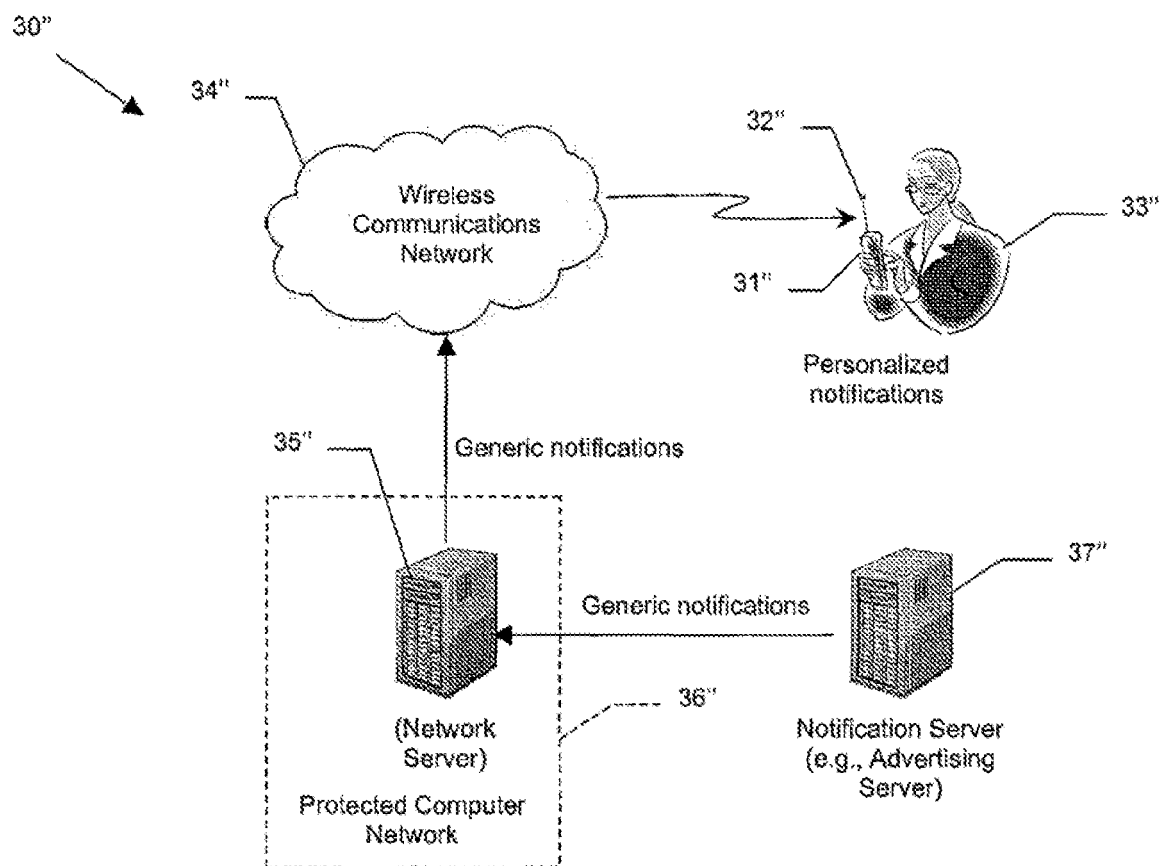 30"
34"
32"
Wireless
Communications
Network
33"
31"
Personalized
notifications
35"
Generic notifications
37"
Generic notifications
36"
(Network
Server)
Notification Server
(e.g., Advertising
Server)
Protected Computer
Network